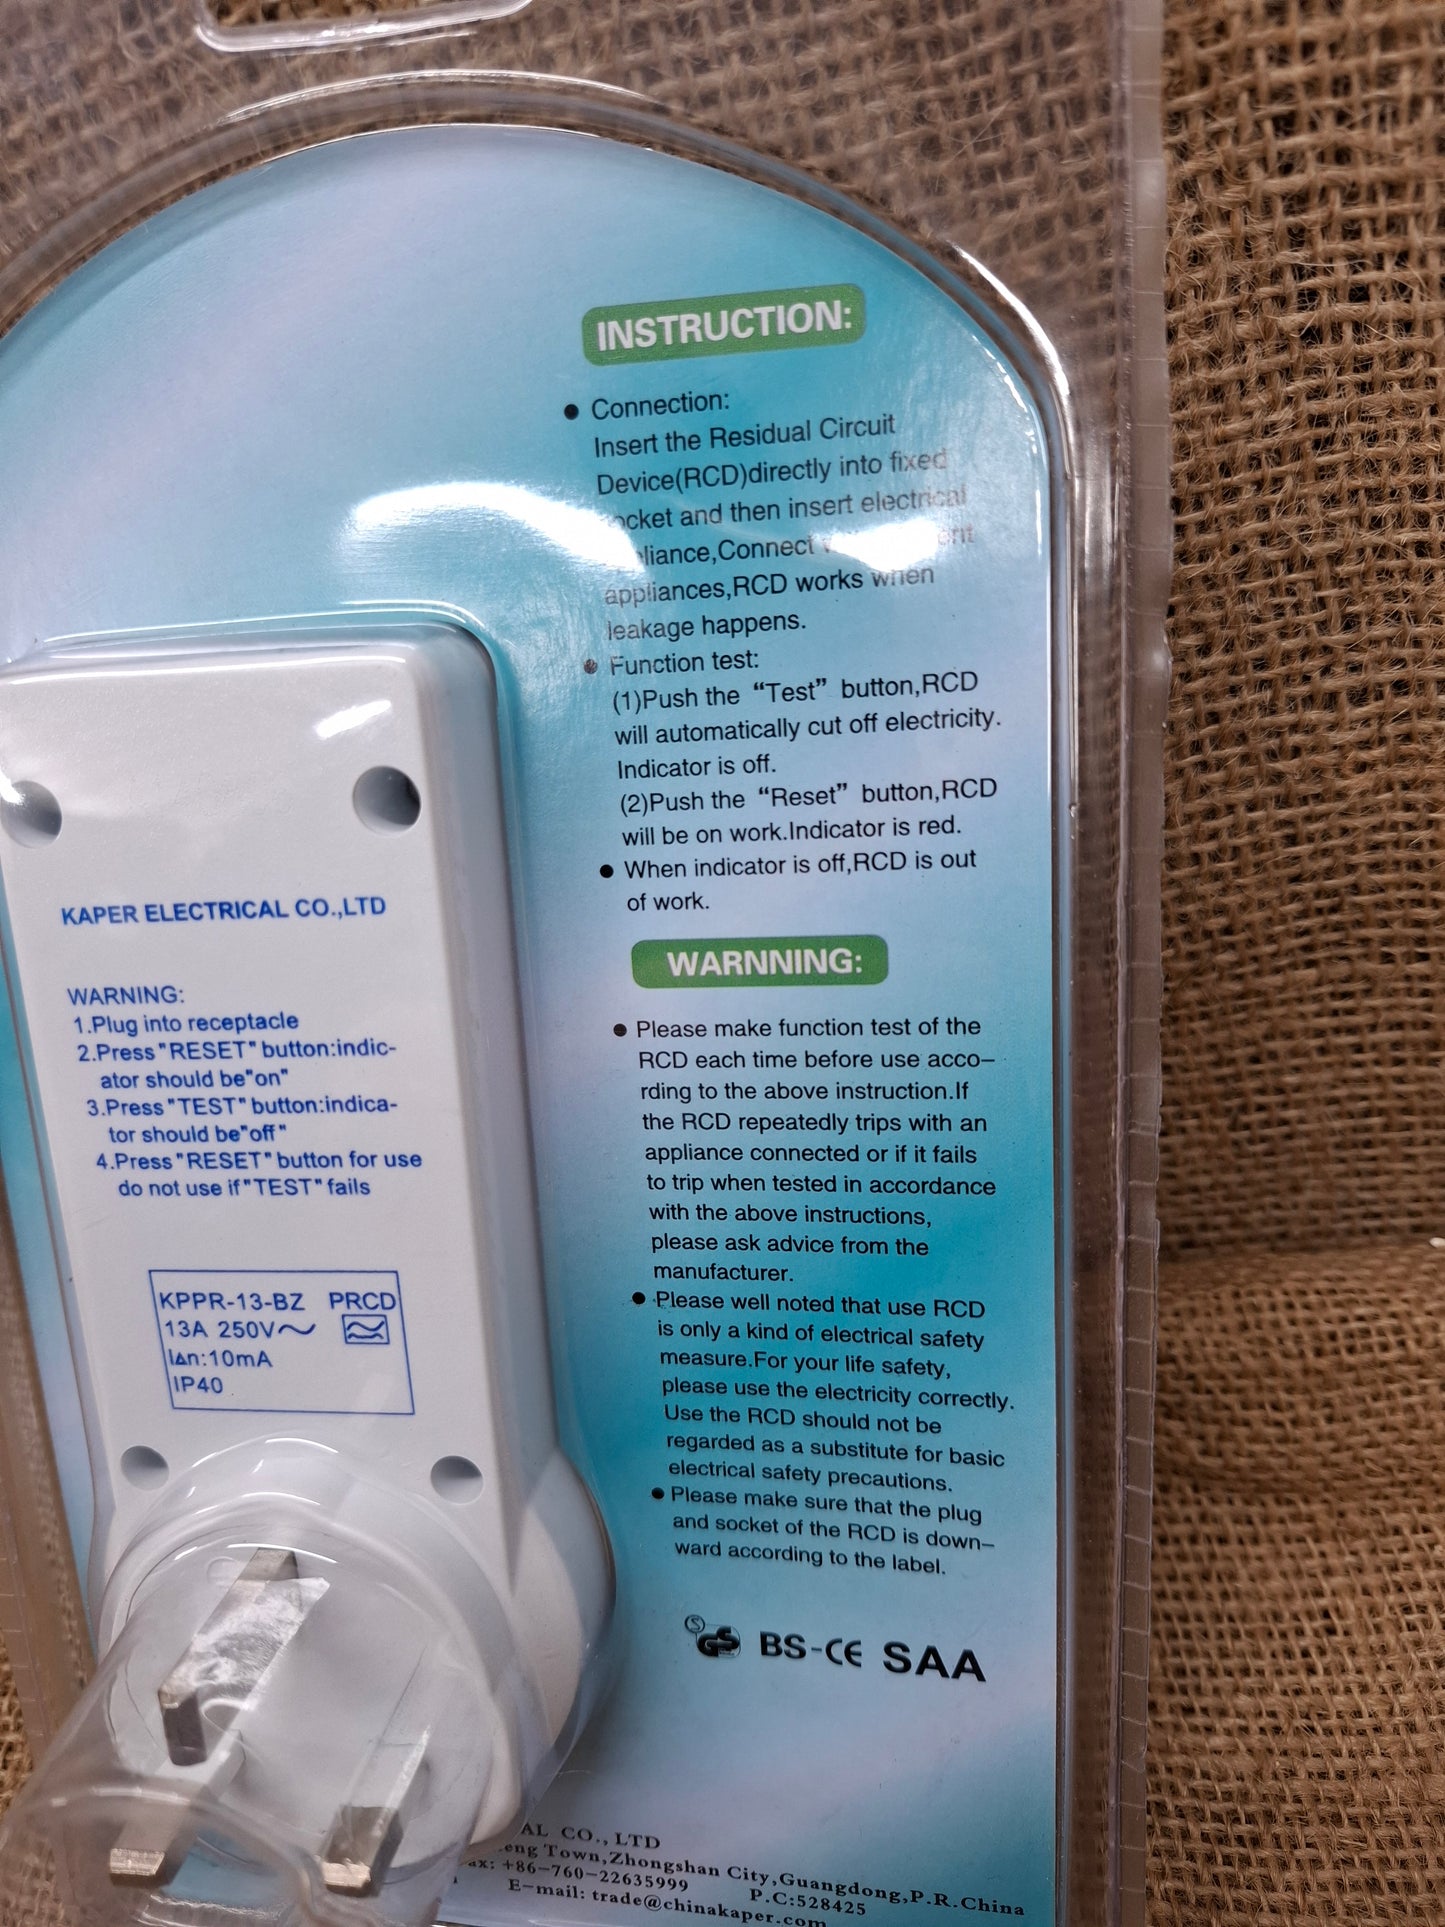 INSTRUCTION:
● Connection:
Insert the Residual Circuit
Device(RCD)directly into fixed
ocket and then insert electrical
liance,Connect
appliances,RCD works when
leakage happens.
● Function test:
(1)Push the “Test” button,RCD
will automatically cut off electricity.
Indicator is off.
(2)Push the “Reset” button,RCD
will be on work.Indicator is red.
● When indicator is off,RCD is out
of work.
WARNNING:
● Please make function test of the
RCD each time before use acco–
rding to the above instruction.If
the RCD repeatedly trips with an
appliance connected or if it fails
to trip when tested in accordance
with the above instructions,
please ask advice from the
manufacturer.
● Please well noted that use RCD
is only a kind of electrical safety
measure.For your life safety,
please use the electricity correctly.
Use the RCD should not be
regarded as a substitute for basic
electrical safety precautions.
● Please make sure that the plug
and socket of the RCD is down–
ward according to the label.
S GS BS-CE SAA
AL CO.,LTD
eng Town,Zhongshan City,Guangdong,P.R.China
ax: +86-760-22635999 P.C:528425
E-mail: trade@chinakaper.com
KAPER ELECTRICAL CO.,LTD
WARNING:
1.Plug into receptacle
2.Press"RESET"button:indic-
ator should be"on"
3.Press"TEST"button:indica-
tor should be"off"
4.Press"RESET"button for use
do not use if"TEST"fails
KPPR-13-BZ PRCD
13A 250V~
I∆n:10mA
IP40